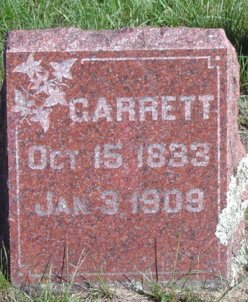 GARRETT
OCT 15, 1833
JAN 3, 1909